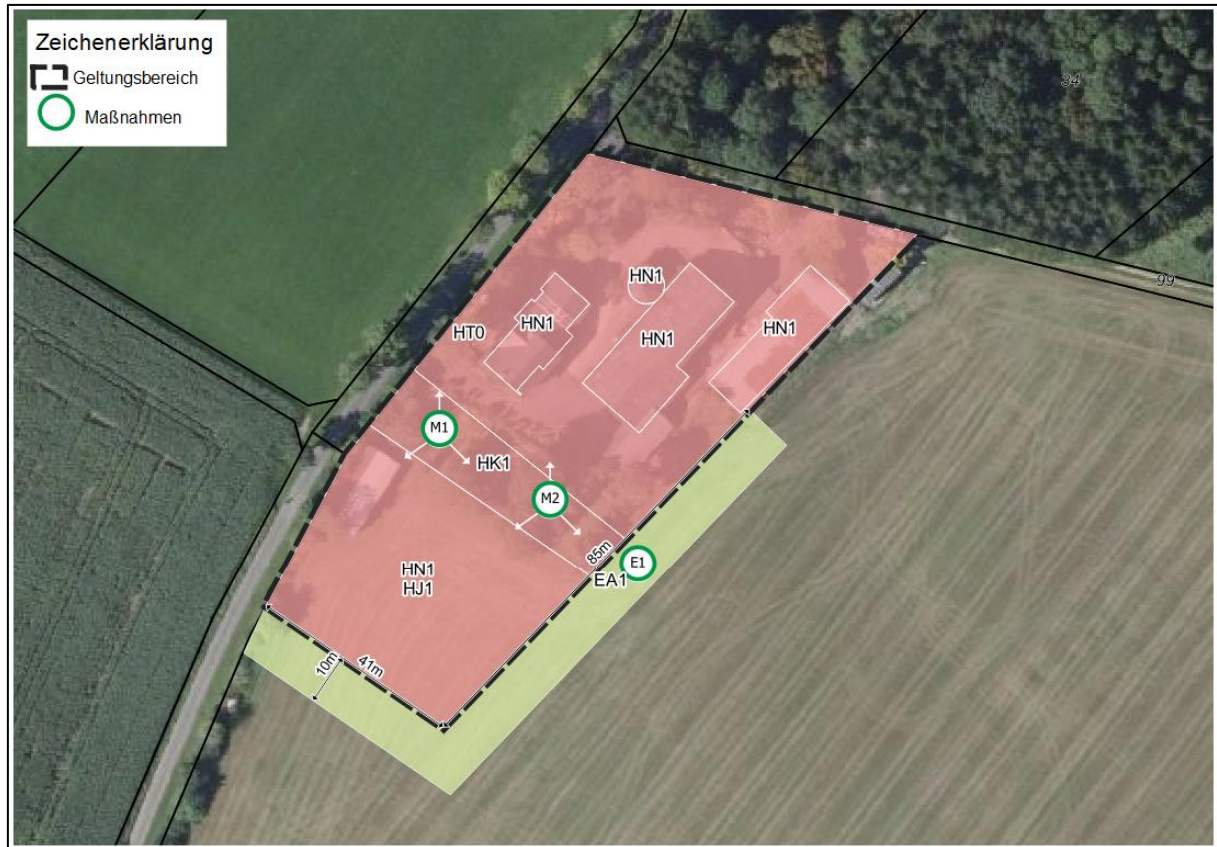 Zeichenerklärung
Geltungsbereich
Maßnahmen
34
99
HN1
HN1
HN1
HN1
HT0
M1
HK1
M2
85m
E1
EA1
HN1
HJ1
41m
10m